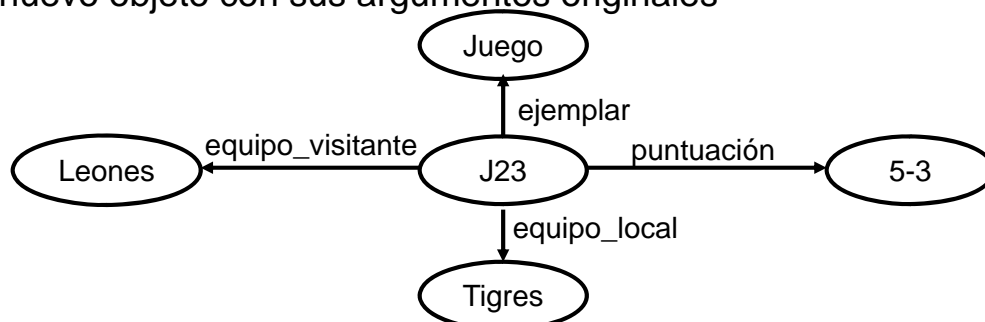 nuevo objeto con sus argumentos originales
Juego
ejemplar
equipo_visitante
puntuación
Leones
J23
5-3
equipo_local
Tigres